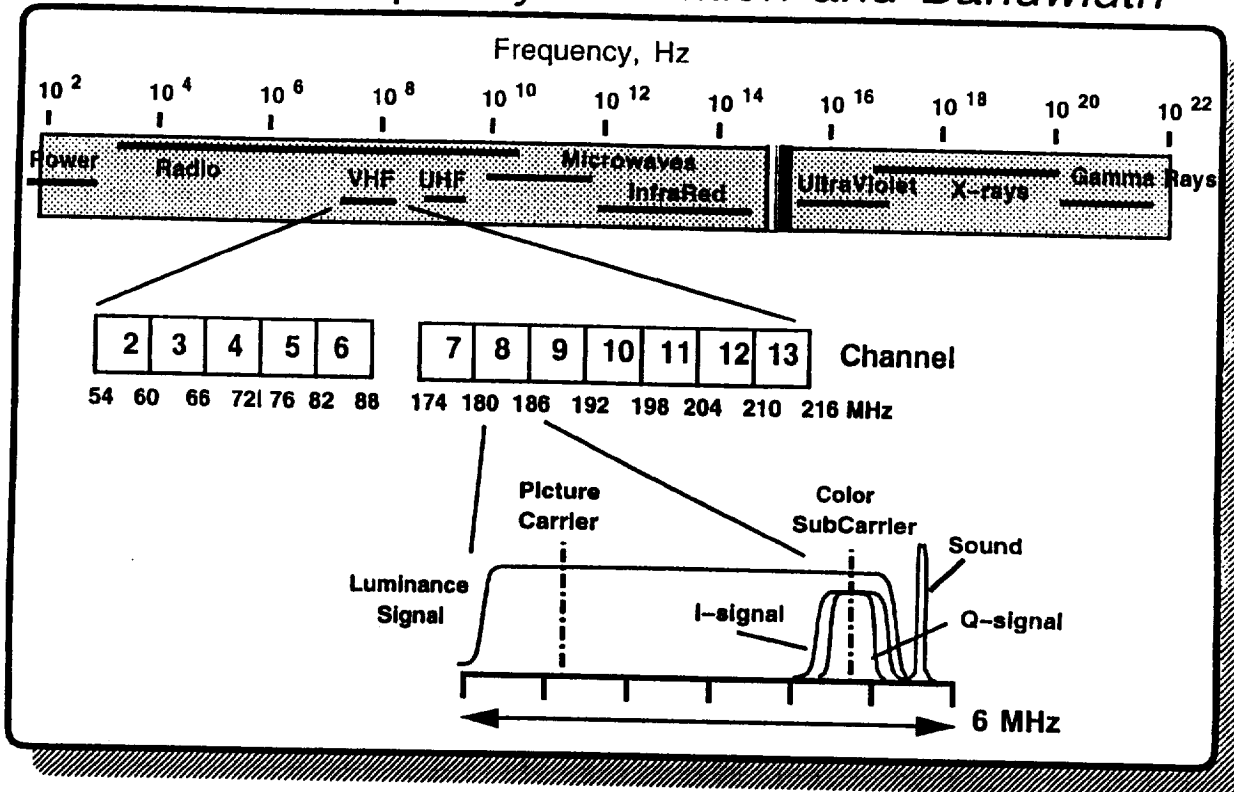 and Bandwidth
Frequency, Hz
10 2 10 4 10 6 10 8 10 10 10 12 10 14 10 16 10 18 10 20 10 22
Power Radio VHF UHF Microwaves InfraRed UltraViolet X-rays Gamma Rays
2 3 4 5 6 7 8 9 10 11 12 13 Channel
54 60 66 72 76 82 88 174 180 186 192 198 204 210 216 MHz
Picture Carrier
Color SubCarrier
Sound
Luminance Signal
I-signal
Q-signal
6 MHz